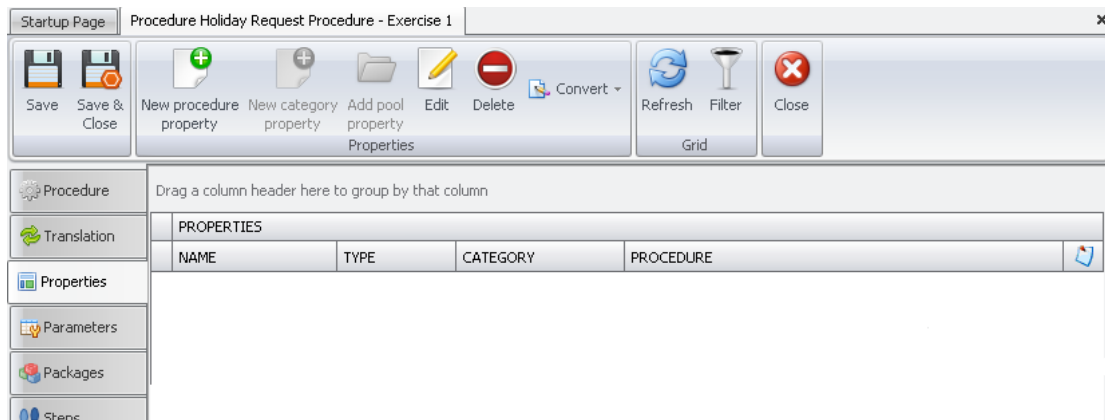 Startup Page
Procedure Holiday Request Procedure - Exercise 1
Save
Save &
Close
New procedure
property
New category
property
Add pool
property
Edit
Delete
Convert
Properties
Refresh
Filter
Grid
Close
Procedure
Translation
Properties
Parameters
Packages
Steps
Drag a column header here to group by that column
PROPERTIES
NAME TYPE CATEGORY PROCEDURE